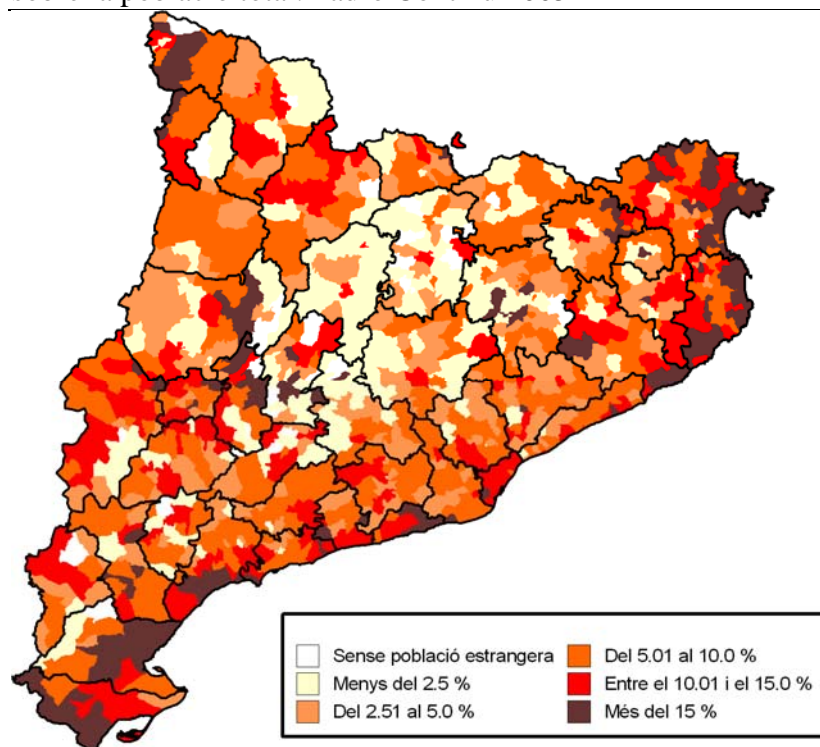 Sense població estrangera
Menys del 2.5 %
Del 2.51 al 5.0 %
Del 5.01 al 10.0 %
Entre el 10.01 i el 15.0 %
Més del 15 %